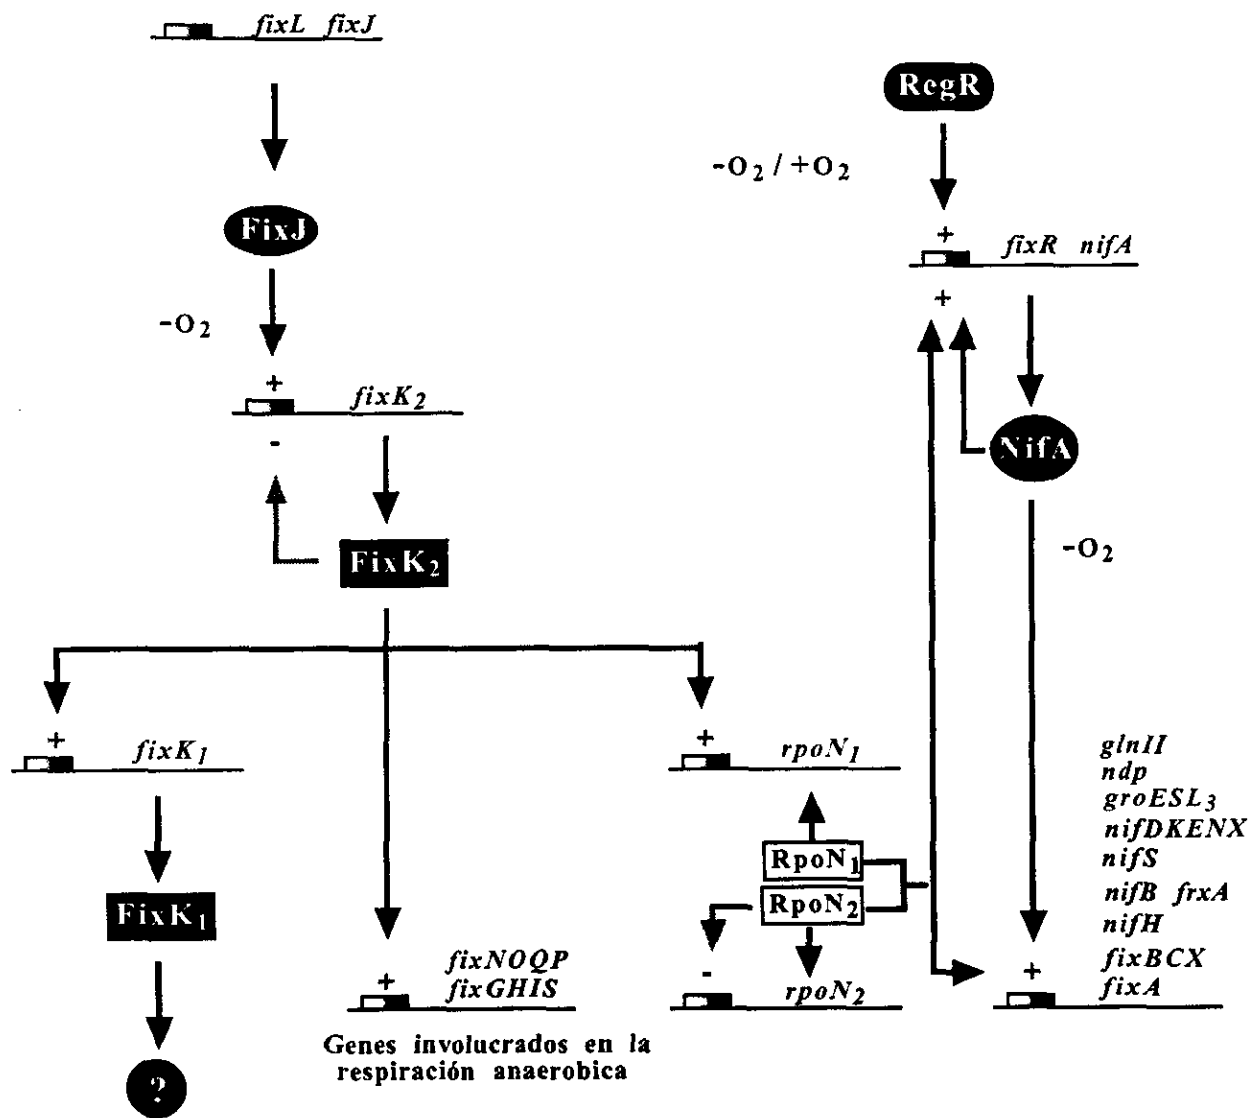 fixL fixJ
FixJ
-O2
+
fixK2
-
FixK2
+
fixK1
FixK1
?
+
fixNOQP
fixGHIS
Genes involucrados en la
respiración anaerobica
+
rpoN1
RpoN1
RpoN2
-
rpoN2
RegR
-O2 / +O2
+
fixR nifA
+
NifA
-O2
glnII
ndp
groESL3
nifDKENX
nifS
nifB frxA
nifH
fixBCX
fixA
+